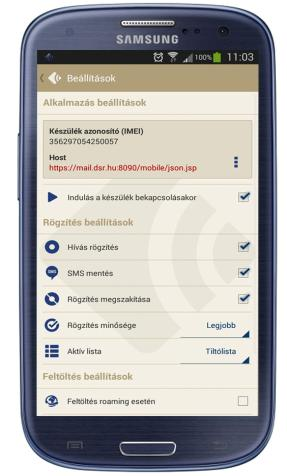 SAMSUNG
100% 11:03
Beállítások
Alkalmazás beállítások
Készülék azonosító (IMEI)
356297054250057
Host
https://mail.dsr.hu:8090/mobile/json.jsp
Indulás a készülék bekapcsolásakor
Rögzítés beállítások
Hívás rögzítés
SMS mentés
Rögzítés megszakítása
Rögzítés minősége Legjobb
Aktív lista Tiltólista
Feltöltés beállítások
Feltöltés roaming esetén